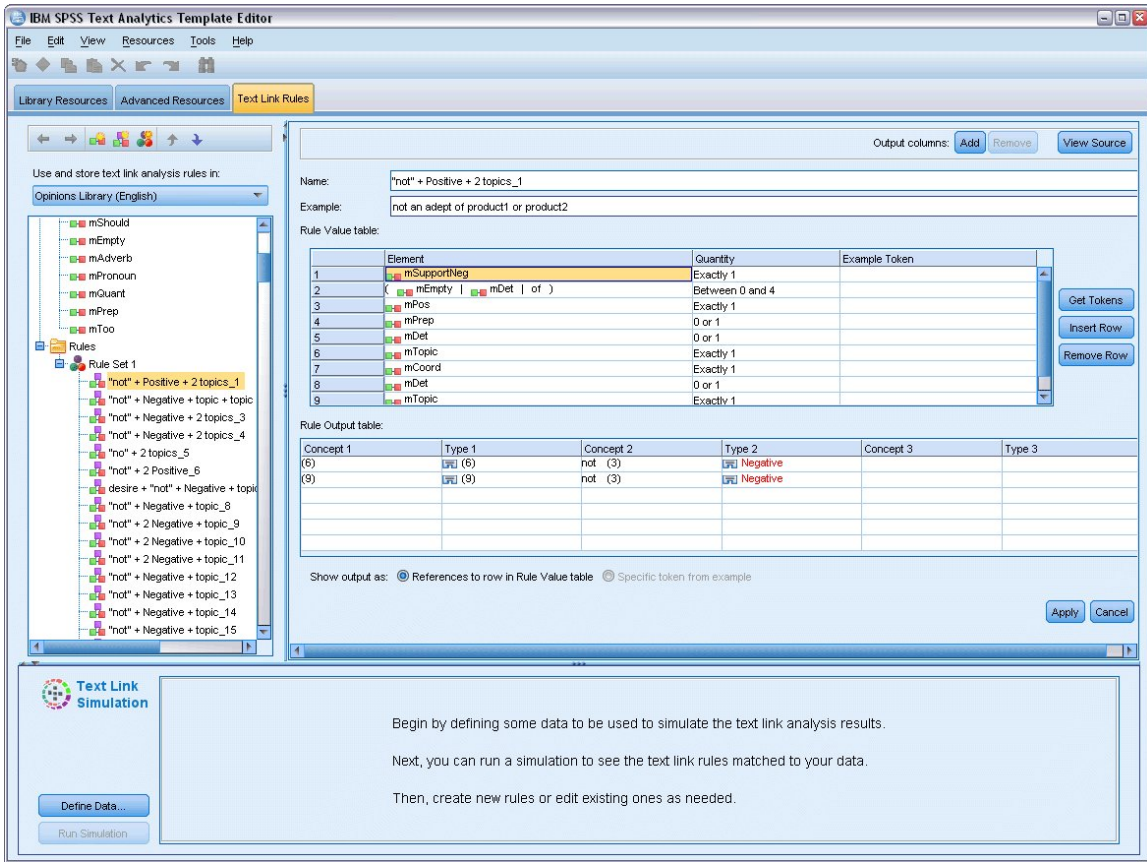 IBM SPSS Text Analytics Template Editor
File Edit View Resources Tools Help
Library Resources Advanced Resources Text Link Rules
Use and store text link analysis rules in:
Opinions Library (English)
mShould
mEmpty
mAdverb
mPronoun
mQuant
mPrep
mToo
Rules
Rule Set 1
"not" + Positive + 2 topics_1
"not" + Negative + topic + topic
"not" + Negative + 2 topics_3
"not" + Negative + 2 topics_4
"no" + 2 topics_5
"not" + 2 Positive_6
desire + "not" + Negative + topic
"not" + Negative + topic_8
"not" + 2 Negative + topic_9
"not" + 2 Negative + topic_10
"not" + 2 Negative + topic_11
"not" + Negative + topic_12
"not" + Negative + topic_13
"not" + Negative + topic_14
"not" + Negative + topic_15
Output columns: Add Remove View Source
Name: "not" + Positive + 2 topics_1
Example: not an adept of product1 or product2
Rule Value table:
Element Quantity Example Token
1 mSupportNeg Exactly 1
2 ( mEmpty | mDet | of ) Between 0 and 4
3 mPos Exactly 1
4 mPrep 0 or 1
5 mDet 0 or 1
6 mTopic Exactly 1
7 mCoord Exactly 1
8 mDet 0 or 1
9 mTopic Exactly 1
Get Tokens
Insert Row
Remove Row
Rule Output table:
Concept 1 Type 1 Concept 2 Type 2 Concept 3 Type 3
(6) (6) not (3) Negative
(9) (9) not (3) Negative
Show output as: References to row in Rule Value table Specific token from example
Apply Cancel
Text Link
Simulation
Define Data...
Run Simulation
Begin by defining some data to be used to simulate the text link analysis results.
Next, you can run a simulation to see the text link rules matched to your data.
Then, create new rules or edit existing ones as needed.